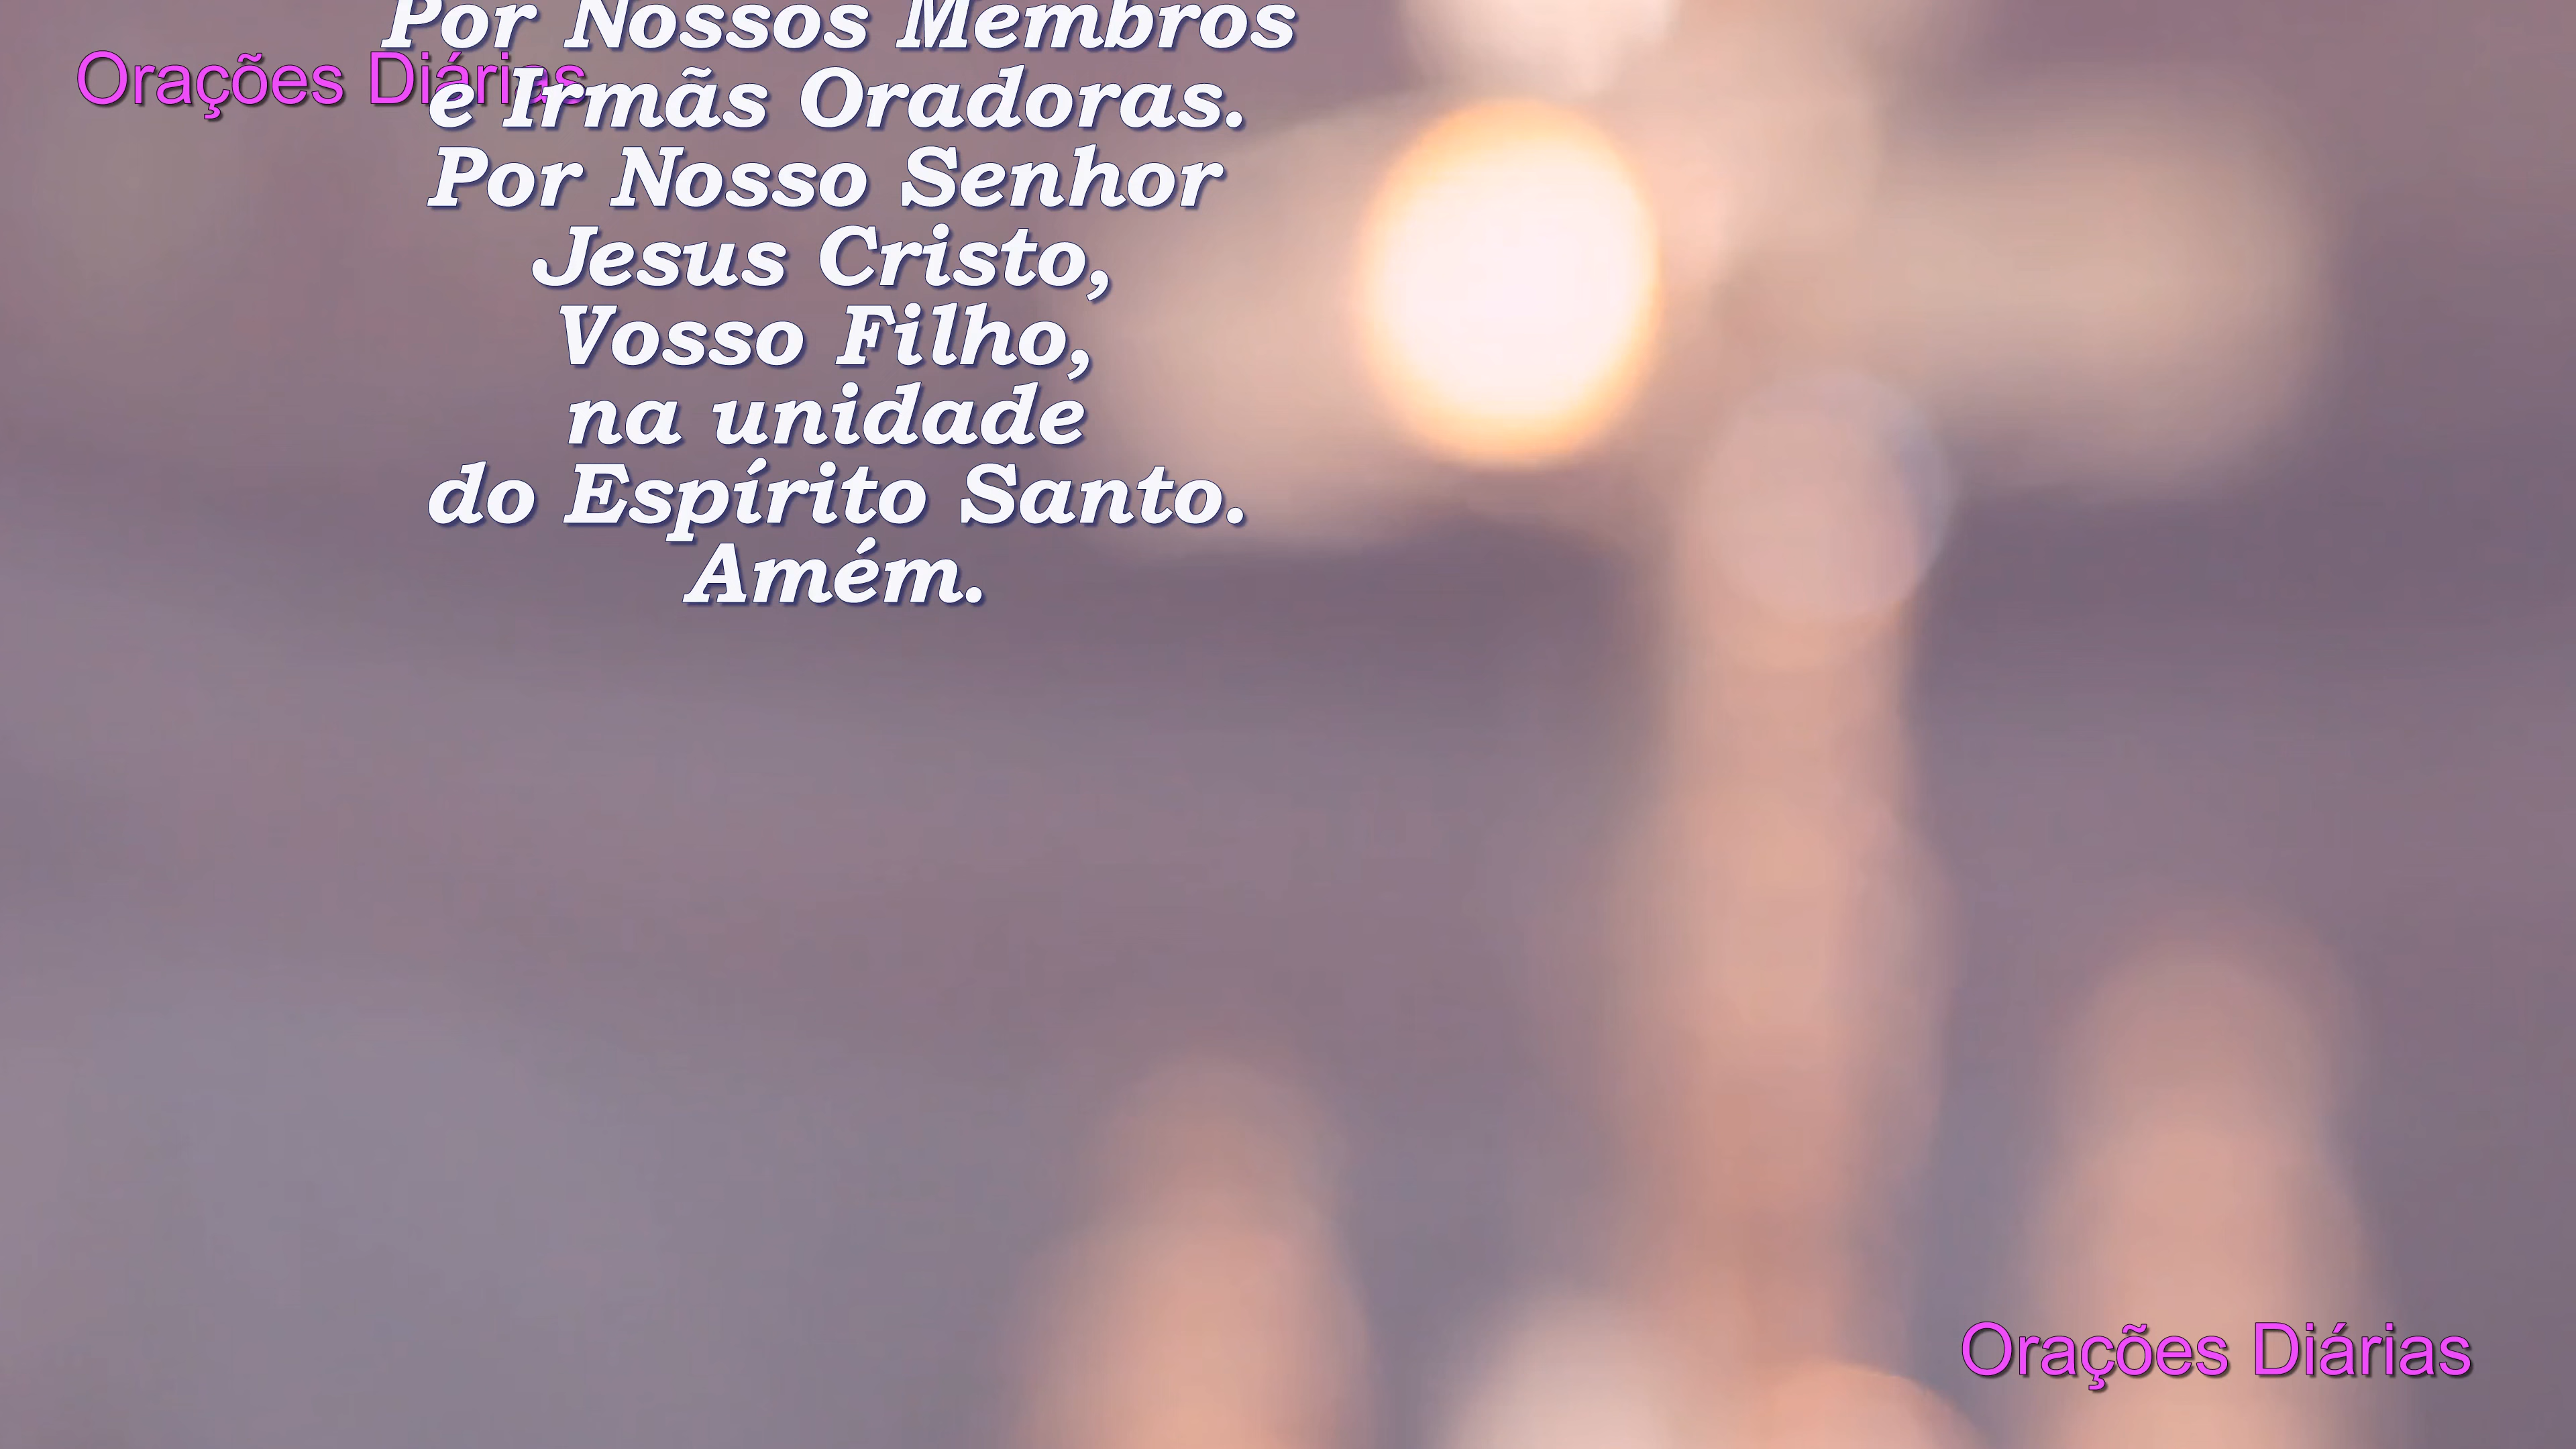 Por Nossos Membros
Orações Diárias
e Irmãs Oradoras.
Por Nosso Senhor
Jesus Cristo,
Vosso Filho,
na unidade
do Espírito Santo.
Amém.
Orações Diárias